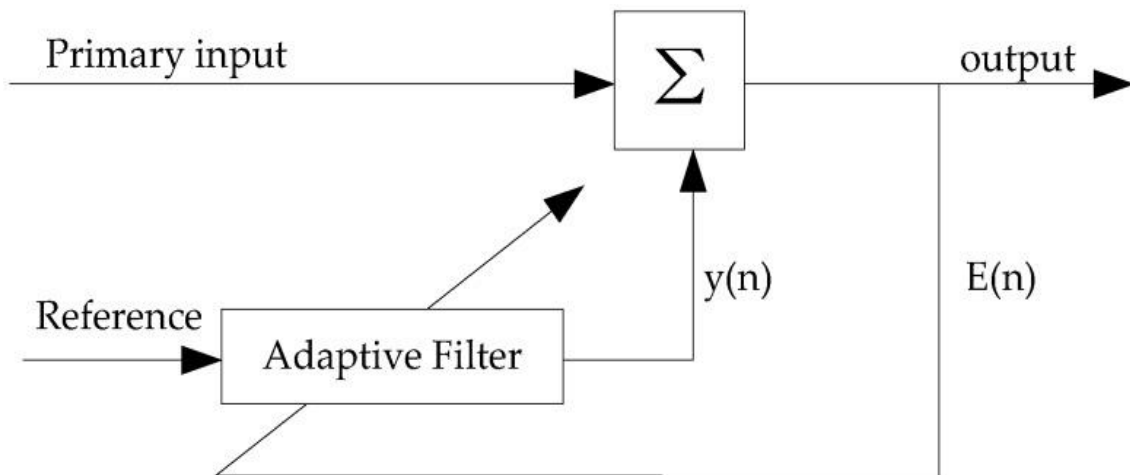 Primary input
Σ
output
y(n)
E(n)
Reference
Adaptive Filter